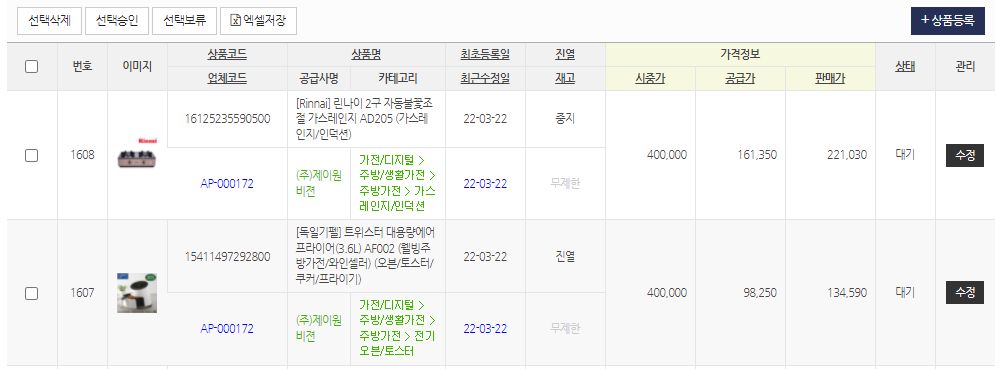 선택삭제 선택승인 선택보류 엑셀저장 + 상품등록
번호 이미지 상품코드 상품명 최초등록일 진열 가격정보 상태 관리
업체코드 공급사명 카테고리 최근수정일 재고 시중가 공급가 판매가
1608
Rinnai
16125235590500
[Rinnai] 린나이 2구 자동불꽃조
절 가스레인지 AD205 (가스레
인지/인덕션)
22-03-22
중지
400,000 161,350 221,030 대기 수정
AP-000172
(주)제이원
비젼
가전/디지털 >
주방/생활가전 >
주방가전 > 가스
레인지/인덕션
22-03-22
무제한
1607
15411497292800
[독일기펠] 트위스터 대용량에어
프라이어(3.6L) AF002 (웰빙주
방가전/와인셀러) (오븐/토스터/
쿠커/프라이기)
22-03-22
진열
400,000 98,250 134,590 대기 수정
AP-000172
(주)제이원
비젼
가전/디지털 >
주방/생활가전 >
주방가전 > 전기
오븐/토스터
22-03-22
무제한